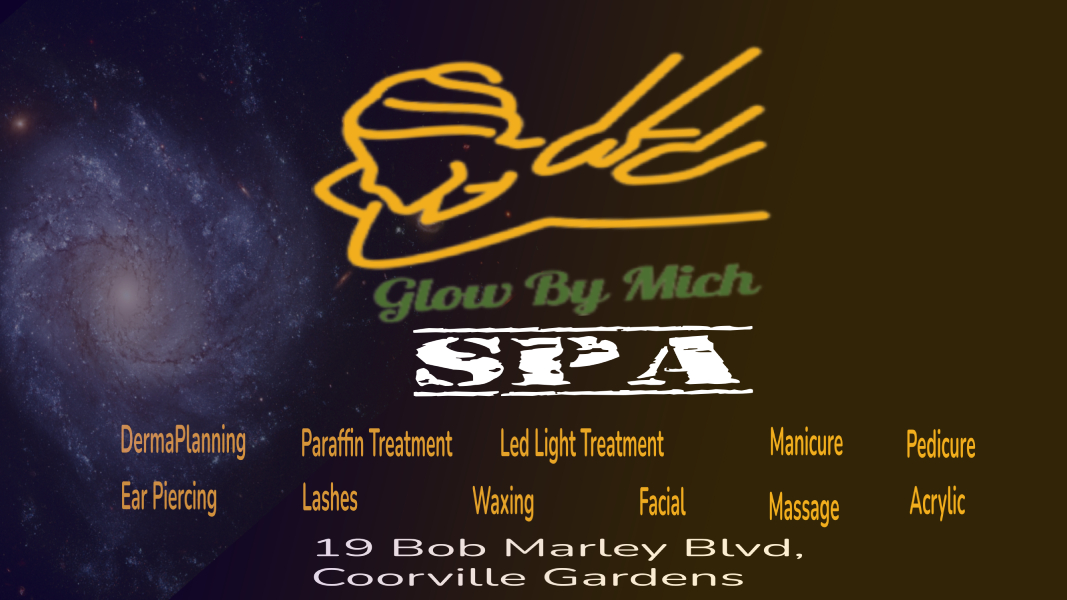 Glow By Mich
SPA
DermaPlanning Paraffin Treatment Led Light Treatment Manicure Pedicure
Ear Piercing Lashes Waxing Facial Massage Acrylic
19 Bob Marley Blvd,
Coorville Gardens